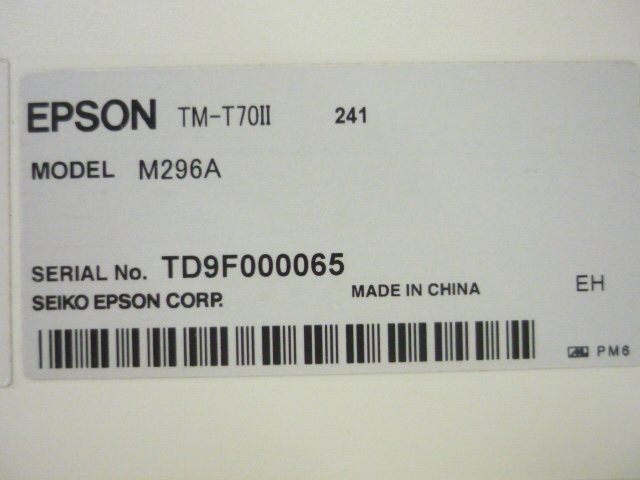 EPSON TM-T70II 241
MODEL M296A
SERIAL No. TD9F000065
SEIKO EPSON CORP. MADE IN CHINA EH
PM6